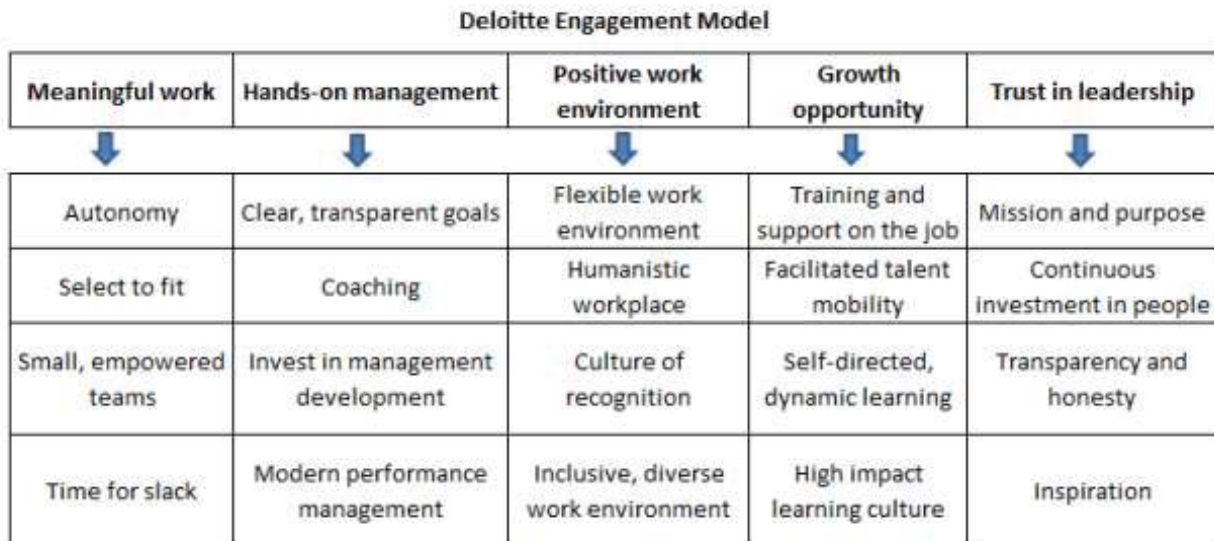 Deloitte Engagement Model
Meaningful work
Hands-on management
Positive work
environment
Growth
opportunity
Trust in leadership
Autonomy
Clear, transparent goals
Flexible work
environment
Training and
support on the job
Mission and purpose
Select to fit
Coaching
Humanistic
workplace
Facilitated talent
mobility
Continuous
investment in people
Small, empowered
teams
Invest in management
development
Culture of
recognition
Self-directed,
dynamic learning
Transparency and
honesty
Time for slack
Modern performance
management
Inclusive, diverse
work environment
High impact
learning culture
Inspiration